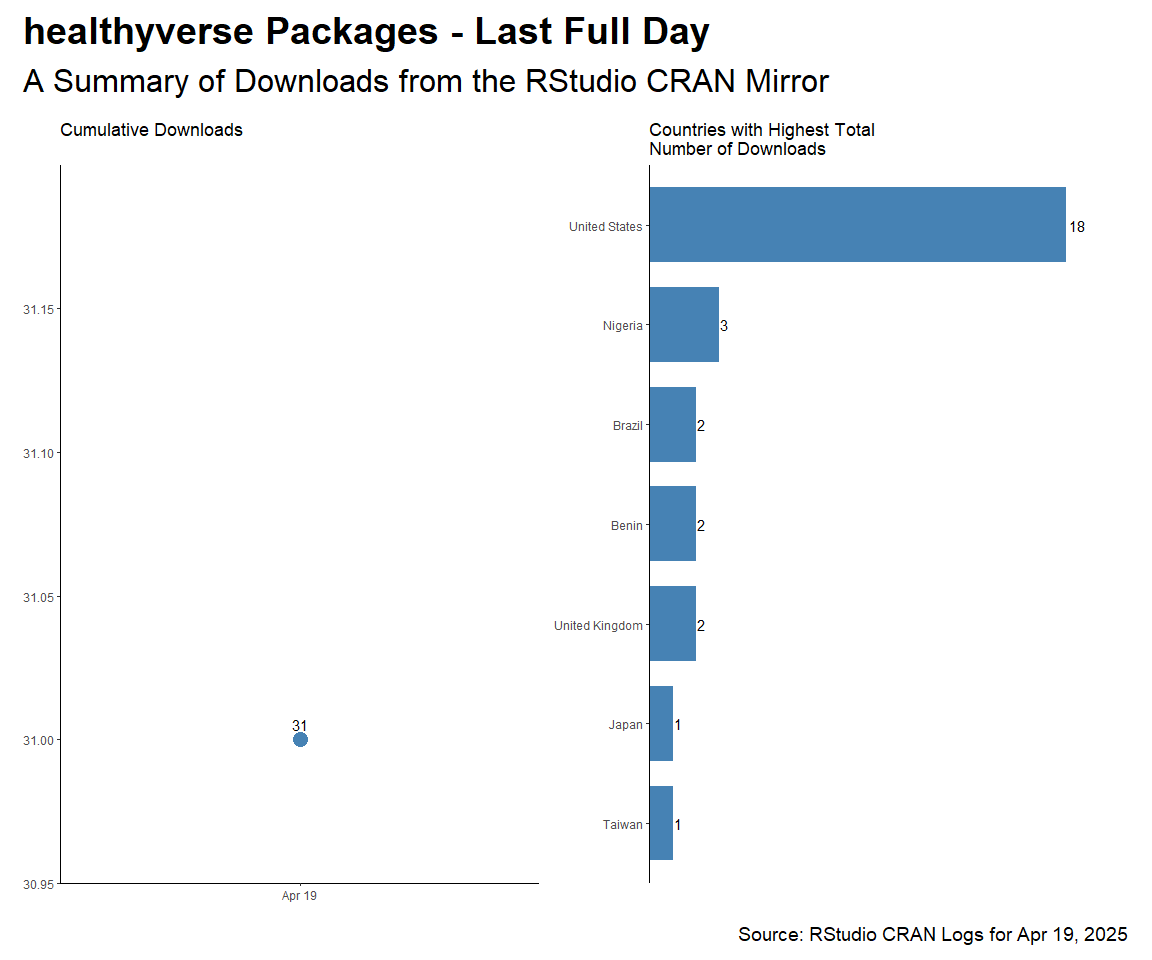 healthyverse Packages - Last Full Day
A Summary of Downloads from the RStudio CRAN Mirror
Cumulative Downloads
31.15
31.10
31.05
31.00
30.95
31
Apr 19
Countries with Highest Total
Number of Downloads
United States 18
Nigeria 3
Brazil 2
Benin 2
United Kingdom 2
Japan 1
Taiwan 1
Source: RStudio CRAN Logs for Apr 19, 2025